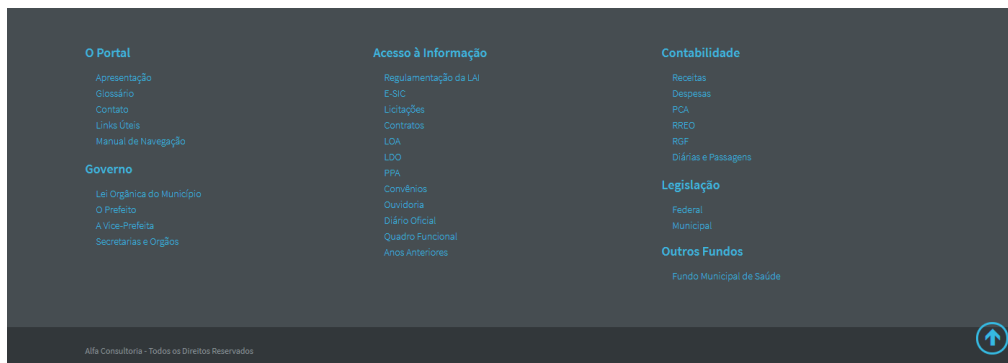 O Portal
Apresentação
Glossário
Contato
Links Úteis
Manual de Navegação
Governo
Lei Orgânica do Município
O Prefeito
A Vice-Prefeita
Secretarias e Orgãos
Acesso à Informação
Regulamentação da LAI
E-SIC
Licitações
Contratos
LOA
LDO
PPA
Convênios
Ouvidoria
Diário Oficial
Quadro Funcional
Anos Anteriores
Contabilidade
Receitas
Despesas
PCA
RREO
RGF
Diárias e Passagens
Legislação
Federal
Municipal
Outros Fundos
Fundo Municipal de Saúde
Alfa Consultoria - Todos os Direitos Reservados